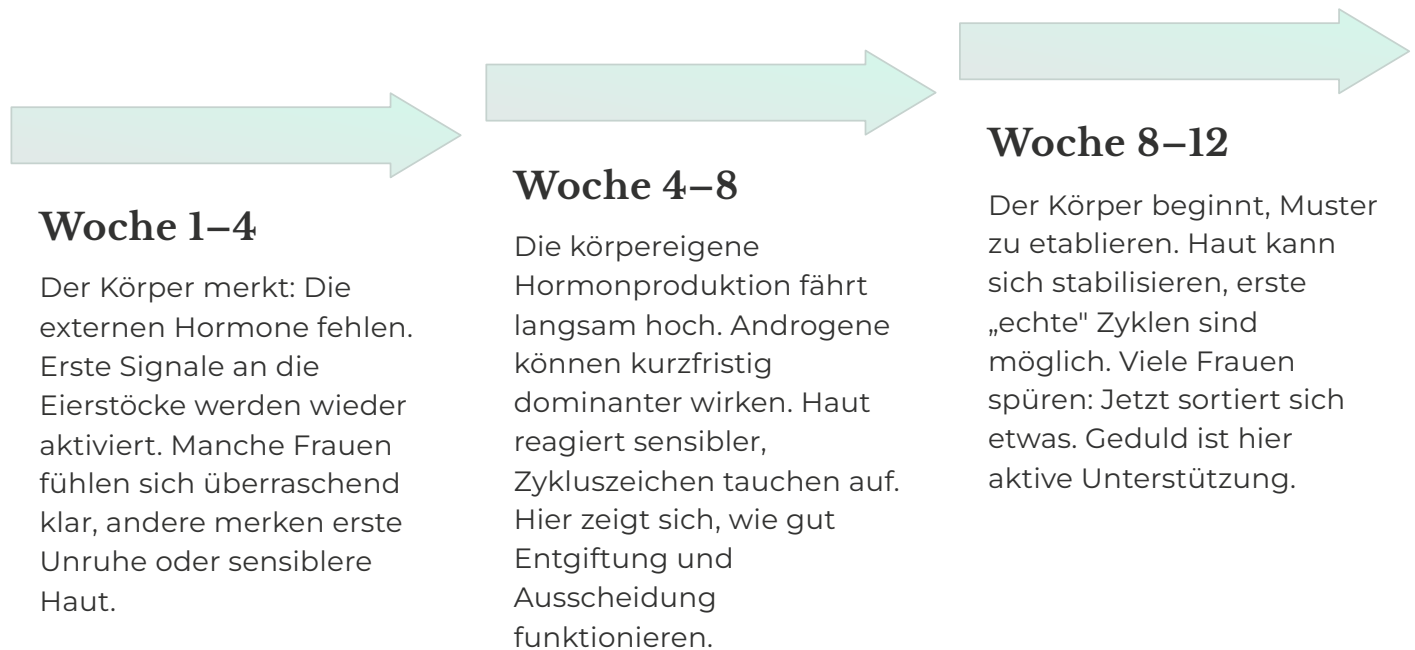 Woche 1–4
Der Körper merkt: Die
externen Hormone fehlen.
Erste Signale an die
Eierstöcke werden wieder
aktiviert. Manche Frauen
fühlen sich überraschend
klar, andere merken erste
Unruhe oder sensiblere
Haut.
Woche 4–8
Die körpereigene
Hormonproduktion fährt
langsam hoch. Androgene
können kurzfristig
dominanter wirken. Haut
reagiert sensibler,
Zykluszeichen tauchen auf.
Hier zeigt sich, wie gut
Entgiftung und
Ausscheidung
funktionieren.
Woche 8–12
Der Körper beginnt, Muster
zu etablieren. Haut kann
sich stabilisieren, erste
„echte" Zyklen sind
möglich. Viele Frauen
spüren: Jetzt sortiert sich
etwas. Geduld ist hier
aktive Unterstützung.